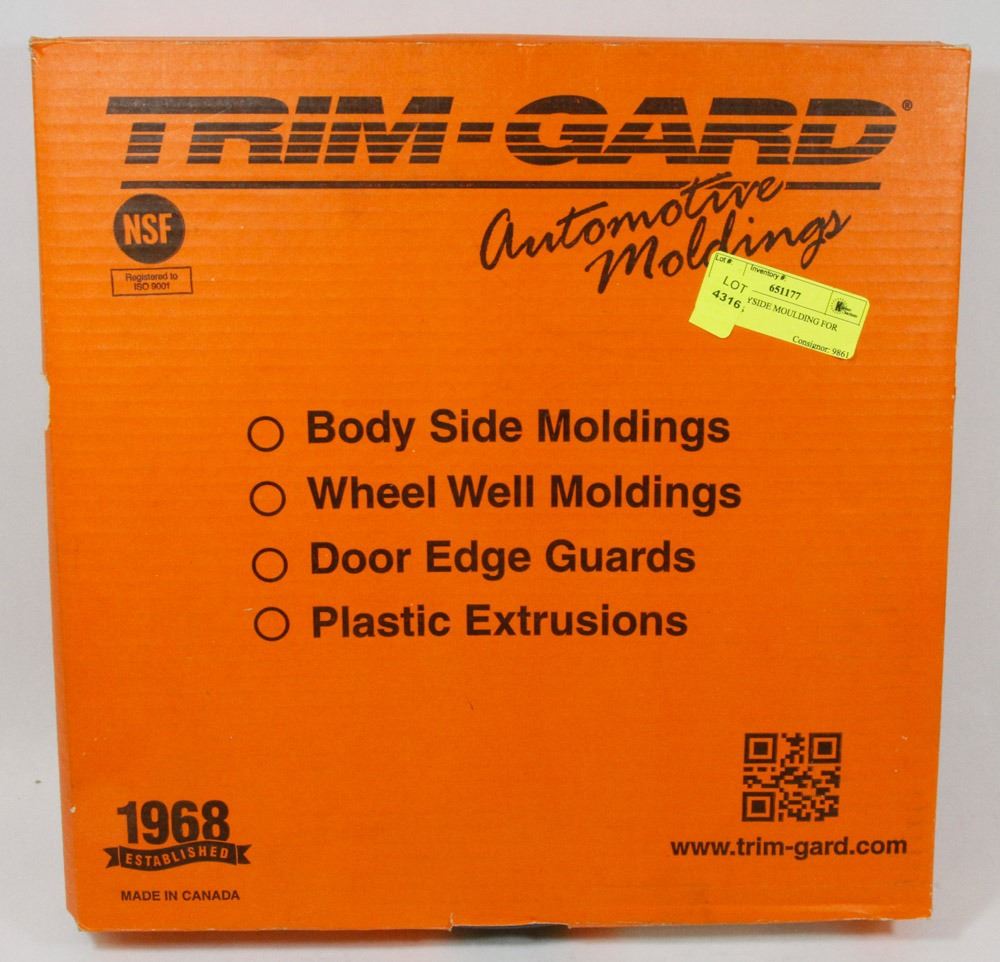 TRIM-GARD®
Automotive
Moldings
NSF
Registered to
ISO 9001
Lot #: Inventory #:
LOT 651177
4316 YSIDE MOULDING FOR
Consignor: 9861
Body Side Moldings
Wheel Well Moldings
Door Edge Guards
Plastic Extrusions
1968
ESTABLISHED
MADE IN CANADA
www.trim-gard.com